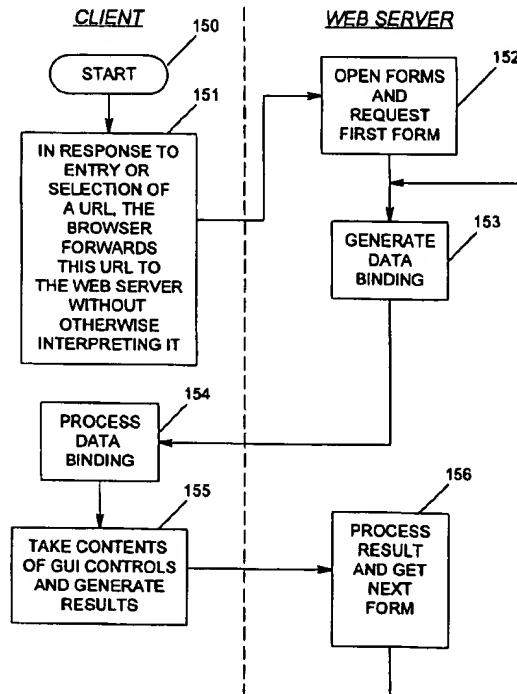 CLIENT
WEB SERVER
150
START
151
IN RESPONSE TO
ENTRY OR
SELECTION OF
A URL, THE
BROWSER
FORWARDS
THIS URL TO
THE WEB SERVER
WITHOUT
OTHERWISE
INTERPRETING IT
152
OPEN FORMS
AND
REQUEST
FIRST FORM
153
GENERATE
DATA
BINDING
154
PROCESS
DATA
BINDING
155
TAKE CONTENTS
OF GUI CONTROLS
AND GENERATE
RESULTS
156
PROCESS
RESULT
AND GET
NEXT
FORM